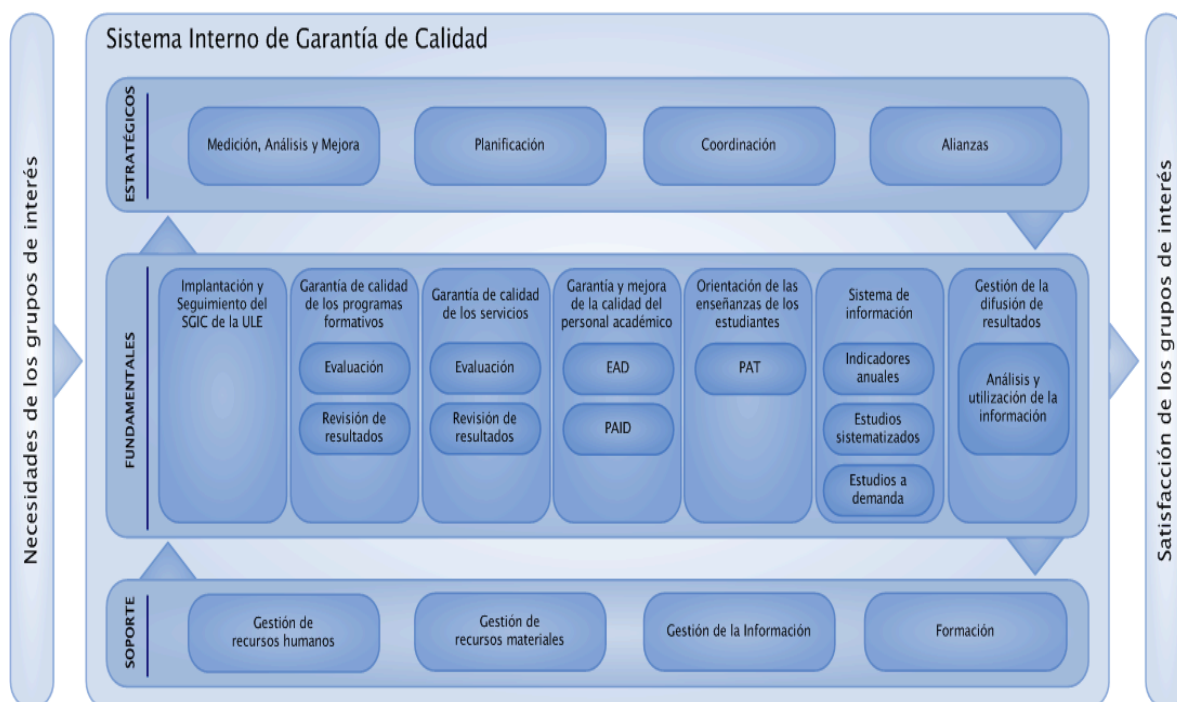 Sistema Interno de Garantía de Calidad
Necesidades de los grupos de interés
ESTRATÉGICOS
Medición, Análisis y Mejora
Planificación
Coordinación
Alianzas
FUNDAMENTALES
Implantación y
Seguimiento del
SGIC de la ULE
Garantía de calidad
de los programas
formativos
Evaluación
Revisión de
resultados
Garantía de calidad
de los servicios
Evaluación
Revisión de
resultados
Garantía y mejora
de la calidad del
personal académico
EAD
PAID
Orientación de las
enseñanzas de los
estudiantes
PAT
Sistema de
información
Indicadores
anuales
Estudios
sistematizados
Estudios a
demanda
Gestión de la
difusión de
resultados
Análisis y
utilización de la
información
SOPORTE
Gestión de
recursos humanos
Gestión de
recursos materiales
Gestión de la Información
Formación
Satisfacción de los grupos de interés